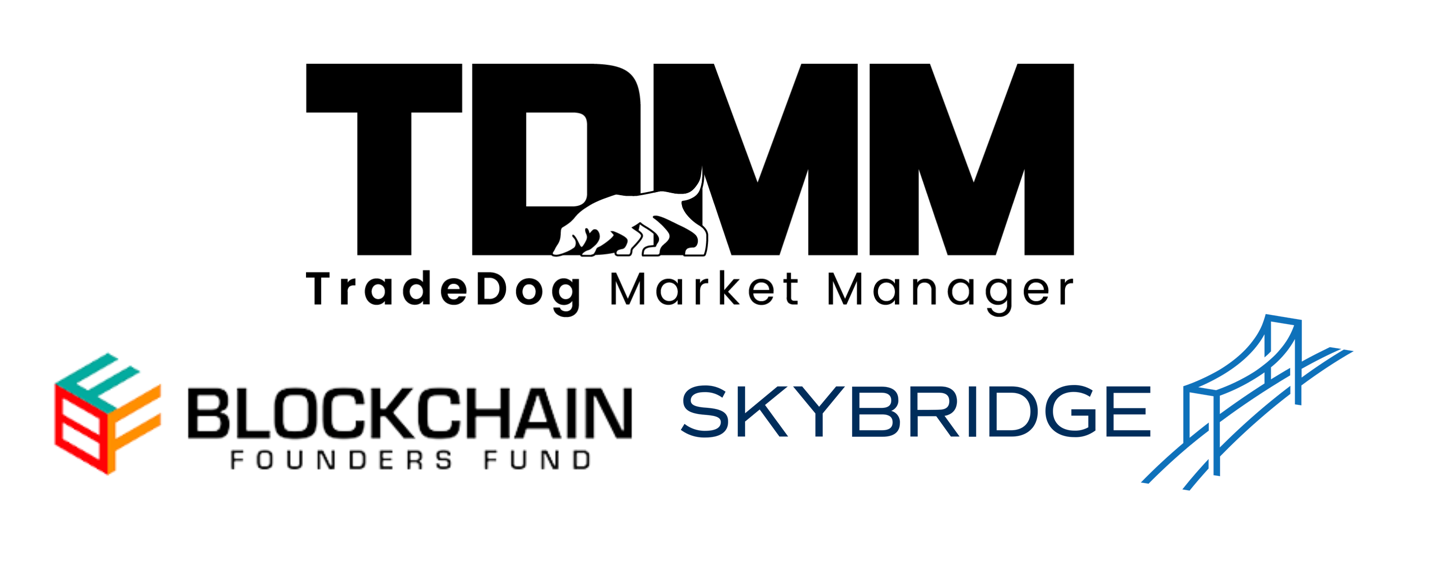 TDMM
TradeDog Market Manager
BLOCKCHAIN
FOUNDERS FUND
SKYBRIDGE